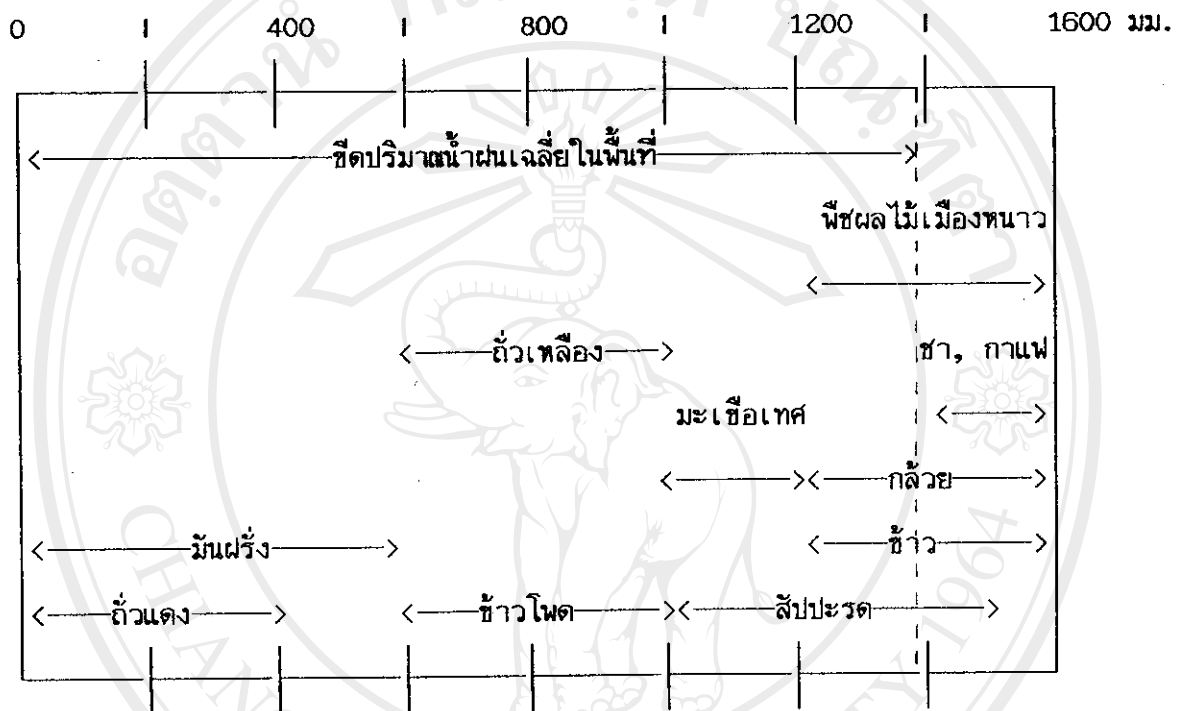 0 400 800 1200 1600 มม.
ขีดปริมาณน้ำฝนเฉลี่ยในพื้นที่
พืชผลไม้เมืองหนาว
ถั่วเหลือง ชา, กาแฟ
มะเขือเทศ
กล้วย
มันฝรั่ง ข้าว
ถั่วแดง ข้าวโพด สัปปะรด